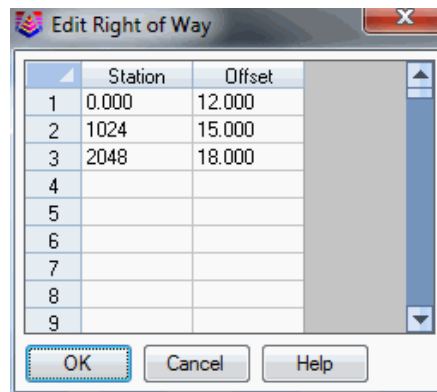 Edit Right of Way
Station Offset
1 0.000 12.000
2 1024 15.000
3 2048 18.000
4
5
6
7
8
9
OK Cancel Help